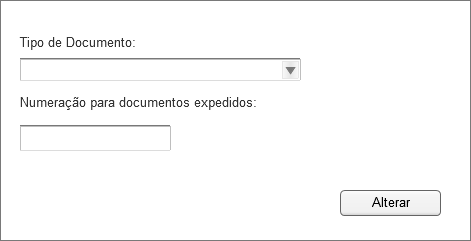 Tipo de Documento:
Numeração para documentos expedidos:
Alterar